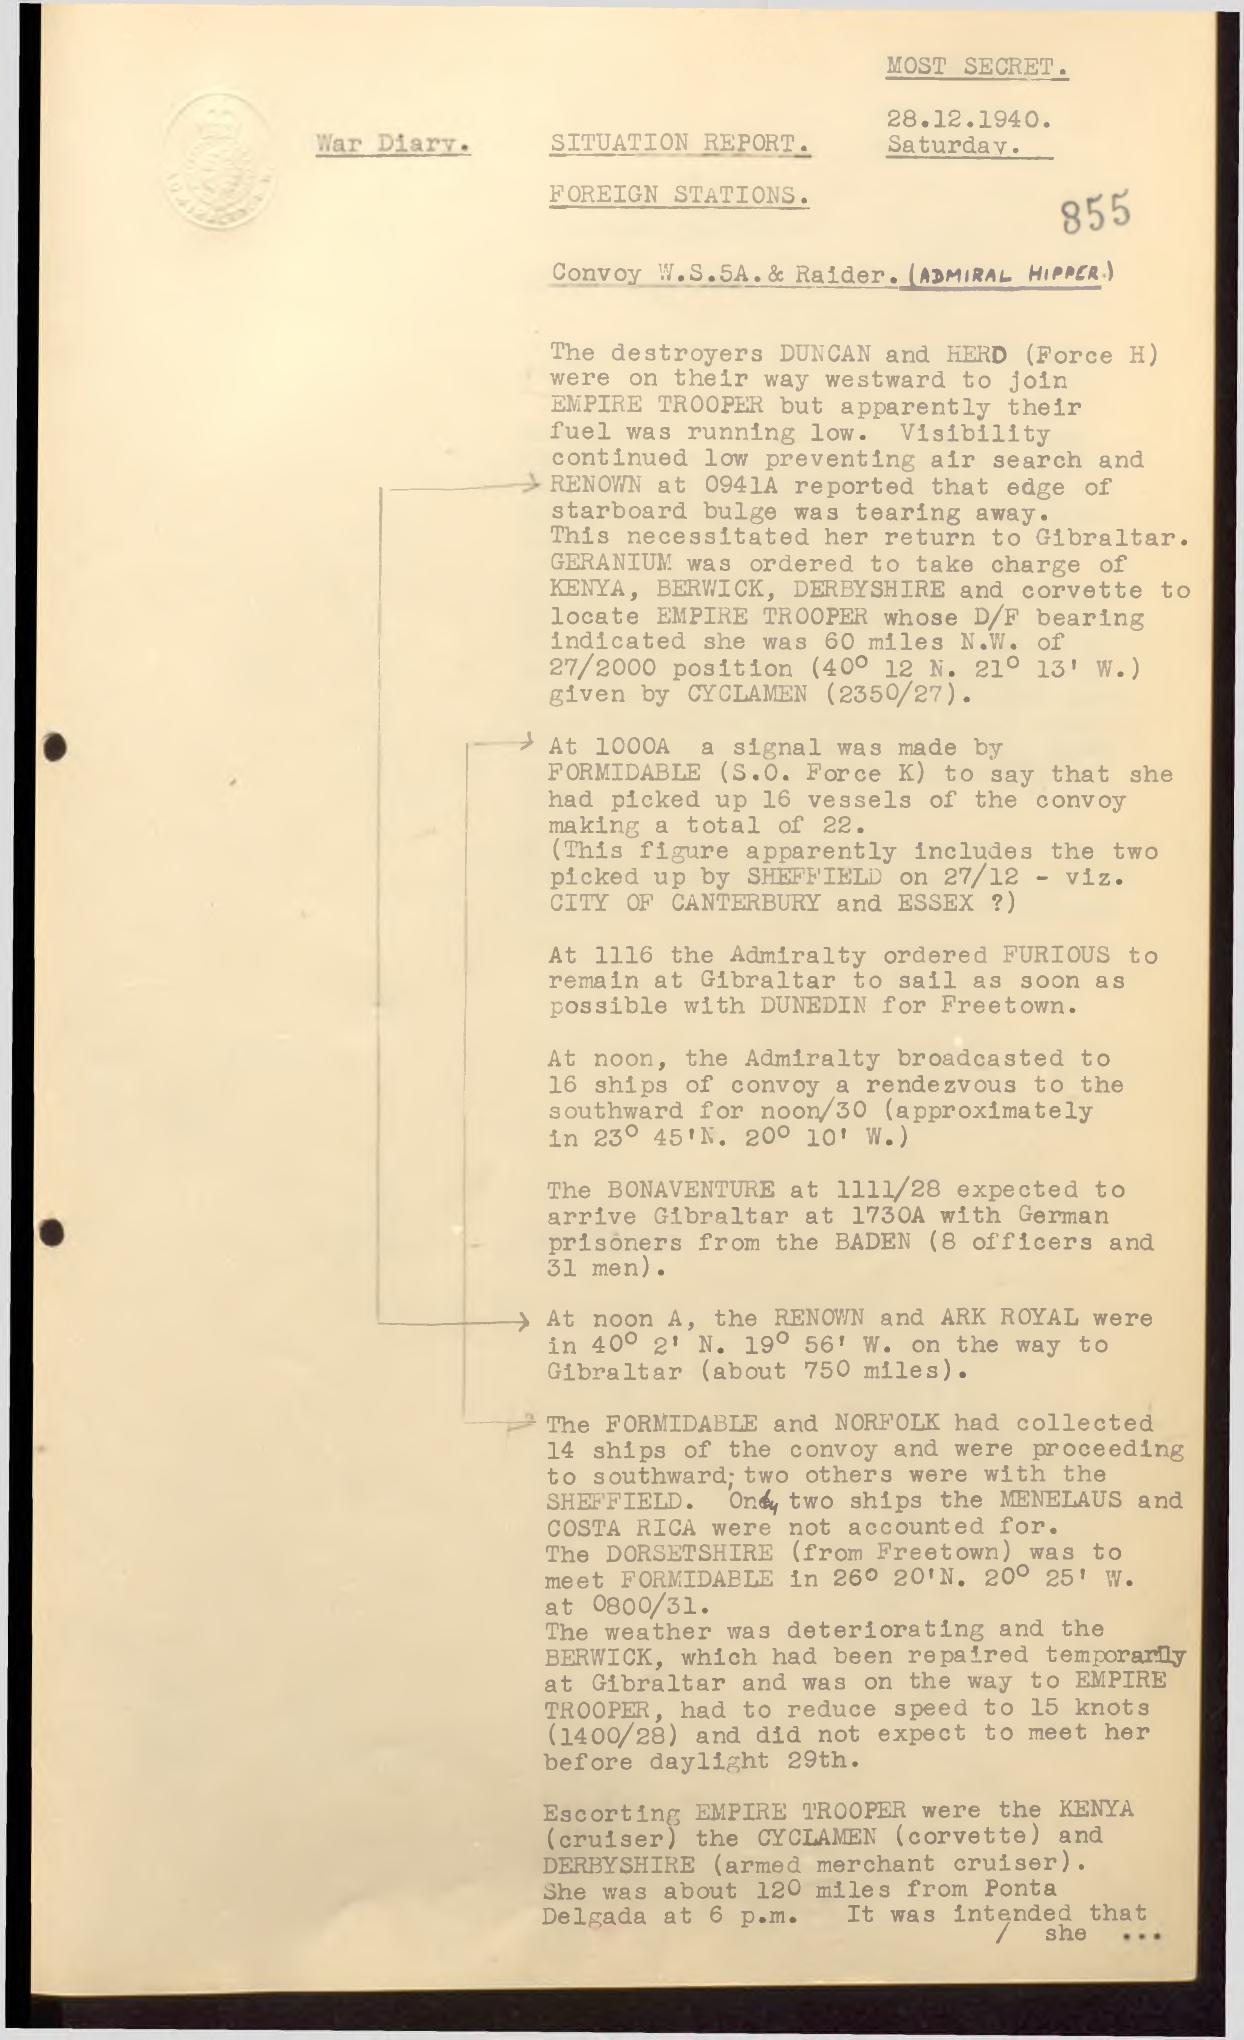 MOST SECRET.
28.12.1940.
War Diary. SITUATION REPORT. Saturday.
FOREIGN STATIONS.
855
Convoy W.S.5A. & Raider. (ADMIRAL HIPPER.)
The destroyers DUNCAN and HERD (Force H)
were on their way westward to join
EMPIRE TROOPER but apparently their
fuel was running low. Visibility
continued low preventing air search and
RENOWN at 0941A reported that edge of
starboard bulge was tearing away.
This necessitated her return to Gibraltar.
GERANIUM was ordered to take charge of
KENYA, BERWICK, DERBYSHIRE and corvette to
locate EMPIRE TROOPER whose D/F bearing
indicated she was 60 miles N.W. of
27/2000 position (40° 12 N. 21° 13' W.)
given by CYCLAMEN (2350/27).
At 1000A a signal was made by
FORMIDABLE (S.O. Force K) to say that she
had picked up 16 vessels of the convoy
making a total of 22.
(This figure apparently includes the two
picked up by SHEFFIELD on 27/12 - viz.
CITY OF CANTERBURY and ESSEX ?)
At 1116 the Admiralty ordered FURIOUS to
remain at Gibraltar to sail as soon as
possible with DUNEDIN for Freetown.
At noon, the Admiralty broadcasted to
16 ships of convoy a rendezvous to the
southward for noon/30 (approximately
in 23° 45'N. 20° 10' W.)
The BONAVENTURE at 1111/28 expected to
arrive Gibraltar at 1730A with German
prisoners from the BADEN (8 officers and
31 men).
At noon A, the RENOWN and ARK ROYAL were
in 40° 2' N. 19° 56' W. on the way to
Gibraltar (about 750 miles).
The FORMIDABLE and NORFOLK had collected
14 ships of the convoy and were proceeding
to southward; two others were with the
SHEFFIELD. Only two ships the MENELAUS and
COSTA RICA were not accounted for.
The DORSETSHIRE (from Freetown) was to
meet FORMIDABLE in 26° 20'N. 20° 25' W.
at 0800/31.
The weather was deteriorating and the
BERWICK, which had been repaired temporarily
at Gibraltar and was on the way to EMPIRE
TROOPER, had to reduce speed to 15 knots
(1400/28) and did not expect to meet her
before daylight 29th.
Escorting EMPIRE TROOPER were the KENYA
(cruiser) the CYCLAMEN (corvette) and
DERBYSHIRE (armed merchant cruiser).
She was about 120 miles from Ponta
Delgada at 6 p.m. It was intended that
/ she ...